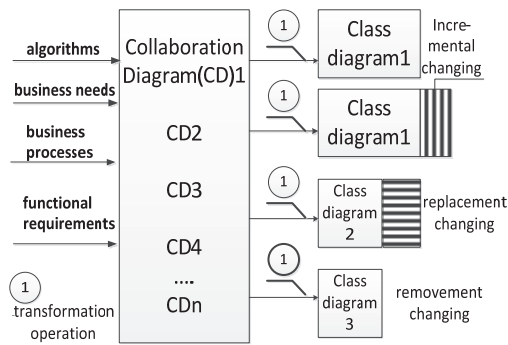 algorithms
business needs
business
processes
functional
requirements
1
transformation
operation
Collaboration
Diagram(CD)1
CD2
CD3
CD4
....
CDn
1
Class
diagram1
Incre-
mental
changing
1
Class
diagram1
1
Class
diagram
2
replacement
changing
1
Class
diagram
3
removement
changing